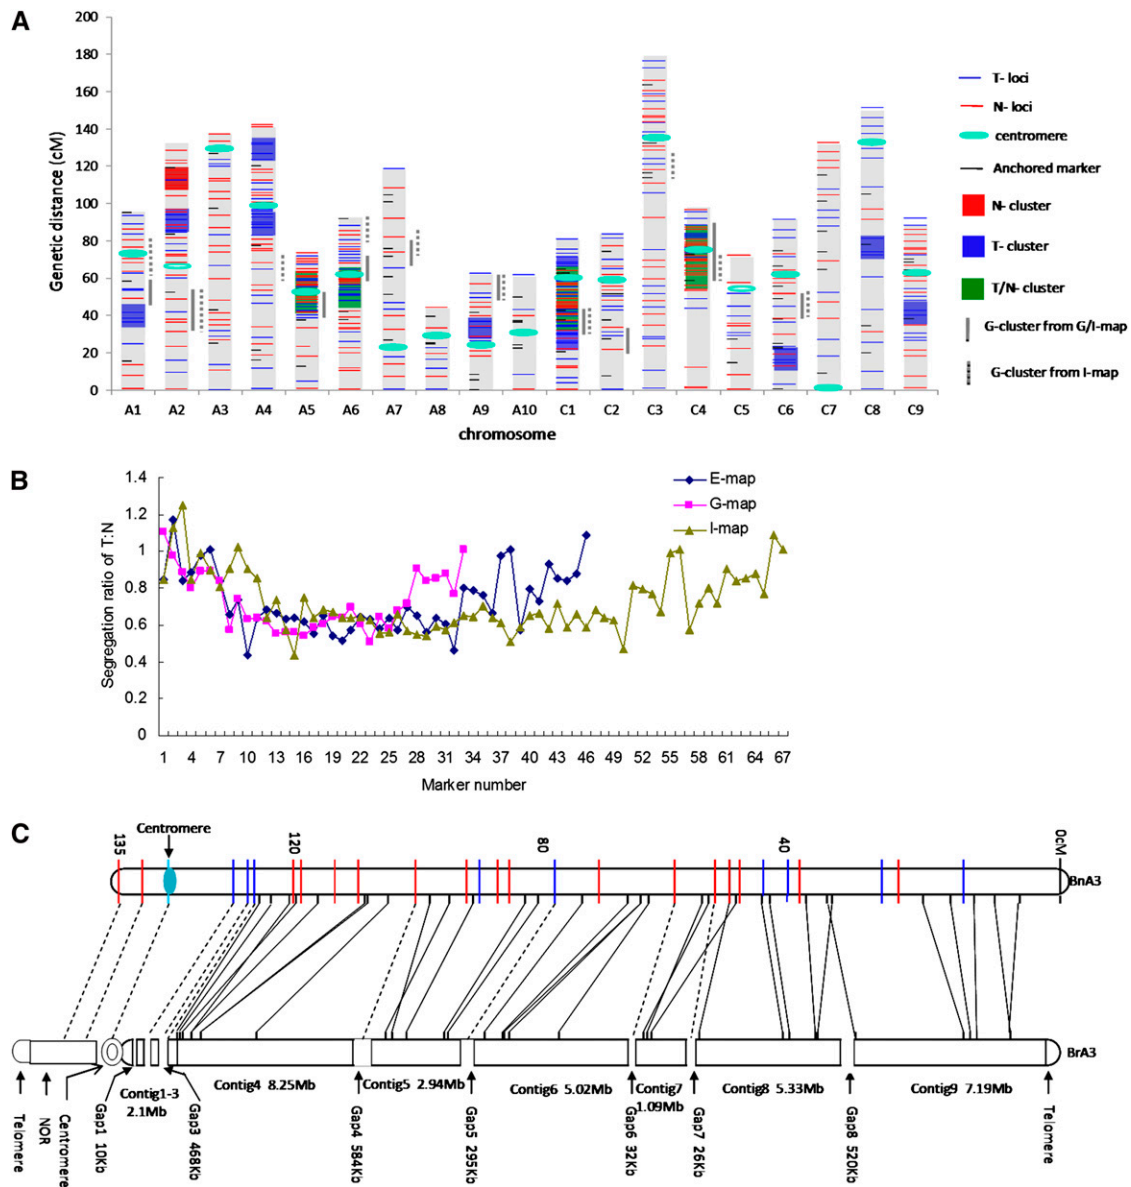 A
Genetic distance (cM)
200
180
160
140
120
100
80
60
40
20
0
A1 A2 A3 A4 A5 A6 A7 A8 A9 A10 C1 C2 C3 C4 C5 C6 C7 C8 C9
chromosome
T- loci
N- loci
centromere
Anchored marker
N- cluster
T- cluster
T/N- cluster
G-cluster from G/I-map
G-cluster from I-map
B
Segregation ratio of T:N
1.4
1.2
1
0.8
0.6
0.4
0.2
0
1 4 7 10 13 16 19 22 25 28 31 34 37 40 43 46 49 52 55 58 61 64 67
Marker number
E-map
G-map
I-map
C
Centromere
135
120
80
40
0cM
BnA3
BrA3
Contig1-3
2.1Mb
Contig4 8.25Mb
Contig5 2.94Mb
Contig6 5.02Mb
Contig7
1.09Mb
Contig8 5.33Mb
Contig9 7.19Mb
Telomere
NOR
Centromere
Gap1 10Kb
Gap3 468Kb
Gap4 584Kb
Gap5 295Kb
Gap6 32Kb
Gap7 26Kb
Gap8 520Kb
Telomere